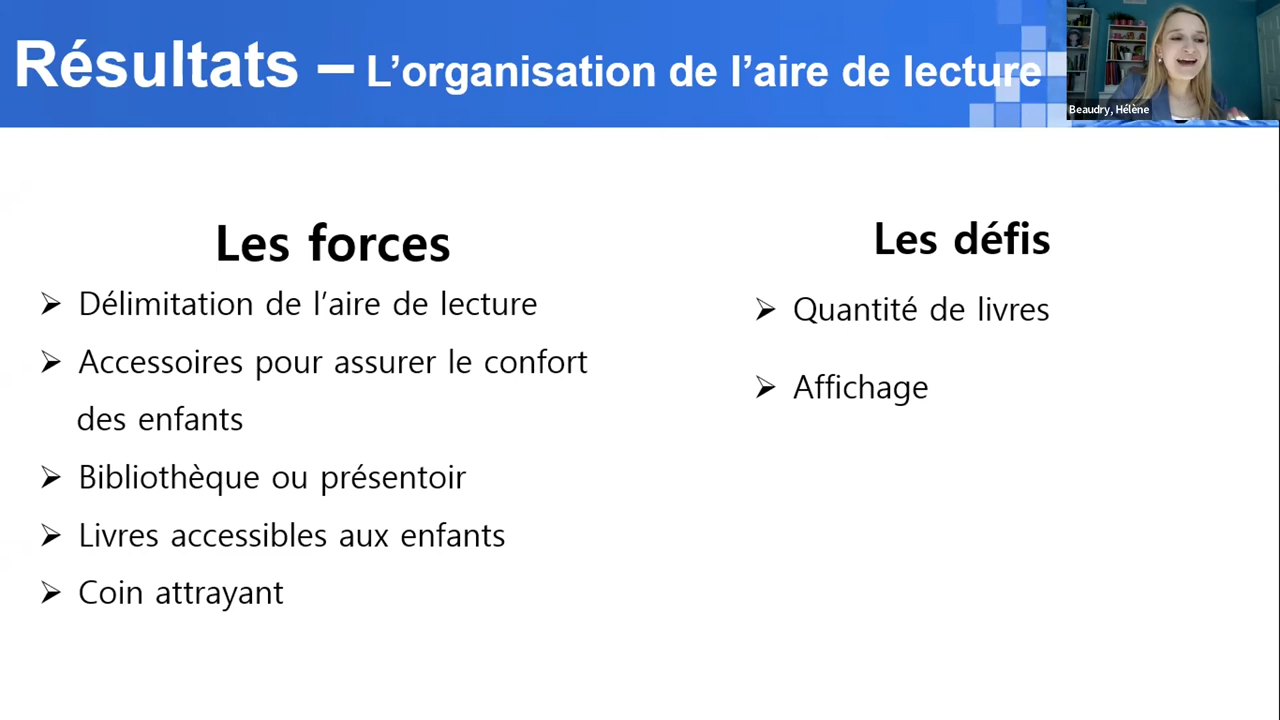 Résultats – L’organisation de l’aire de lecture
Beaudry, Hélène
Les forces
➢ Délimitation de l’aire de lecture
➢ Accessoires pour assurer le confort
des enfants
➢ Bibliothèque ou présentoir
➢ Livres accessibles aux enfants
➢ Coin attrayant
Les défis
➢ Quantité de livres
➢ Affichage